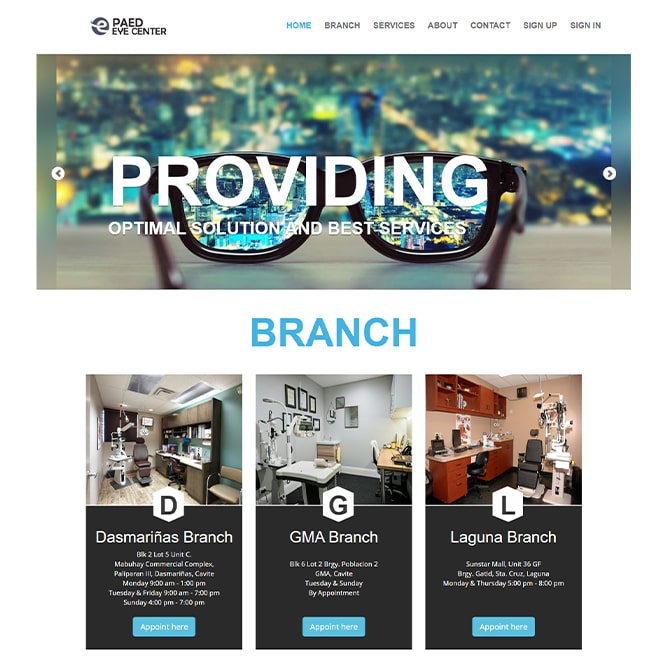 PAED
EYE CENTER
HOME BRANCH SERVICES ABOUT CONTACT SIGN UP SIGN IN
PROVIDING
OPTIMAL SOLUTION AND BEST SERVICES
BRANCH
D
Dasmariñas Branch
Blk 2 Lot 5 Unit C.
Mabuhay Commercial Complex,
Paliparan III, Dasmariñas, Cavite
Monday 9:00 am - 1:00 pm
Tuesday & Friday 9:00 am - 7:00 pm
Sunday 4:00 pm - 7:00 pm
Appoint here
G
GMA Branch
Blk 6 Lot 2 Brgy. Poblacion 2
GMA, Cavite
Tuesday & Sunday
By Appointment
Appoint here
L
Laguna Branch
Sunstar Mall, Unit 36 GF
Brgy. Gatid, Sta. Cruz, Laguna
Monday & Thursday 5:00 pm - 8:00 pm
Appoint here